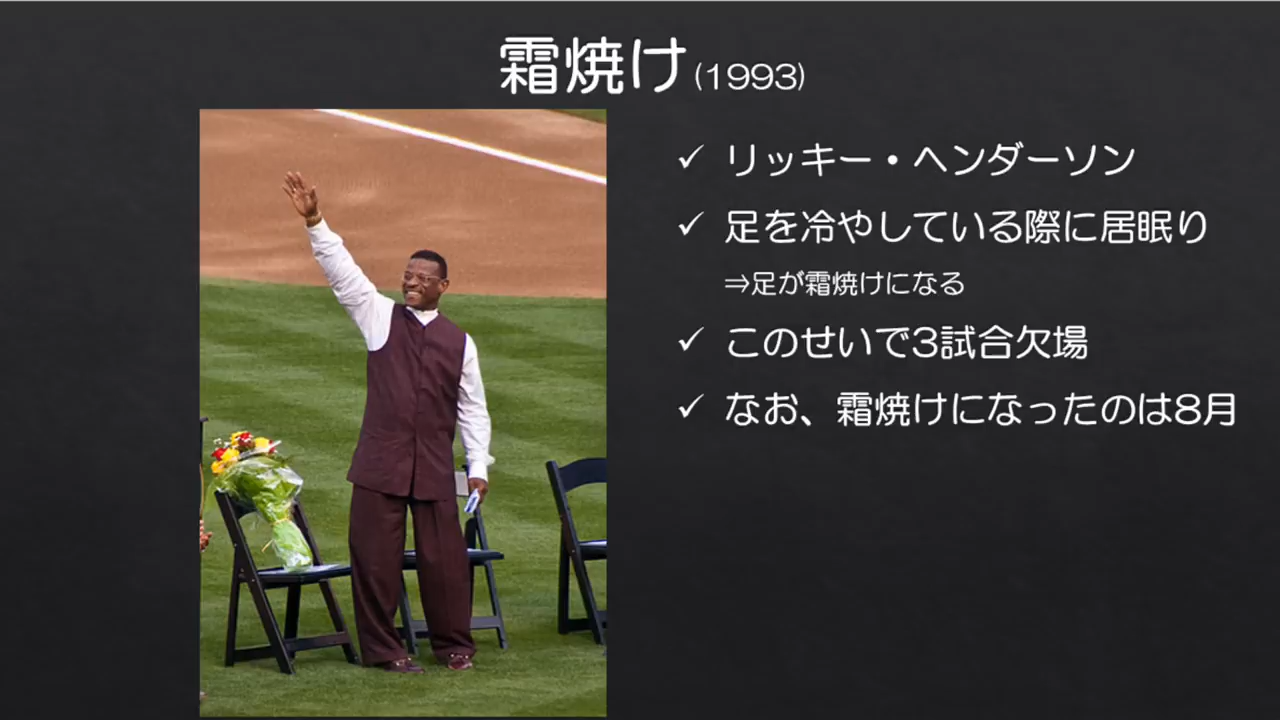 霜焼け(1993)
✓ リッキー・ヘンダーソン
✓ 足を冷やしている際に居眠り
⇒足が霜焼けになる
✓ このせいで3試合欠場
✓ なお、霜焼けになったのは8月